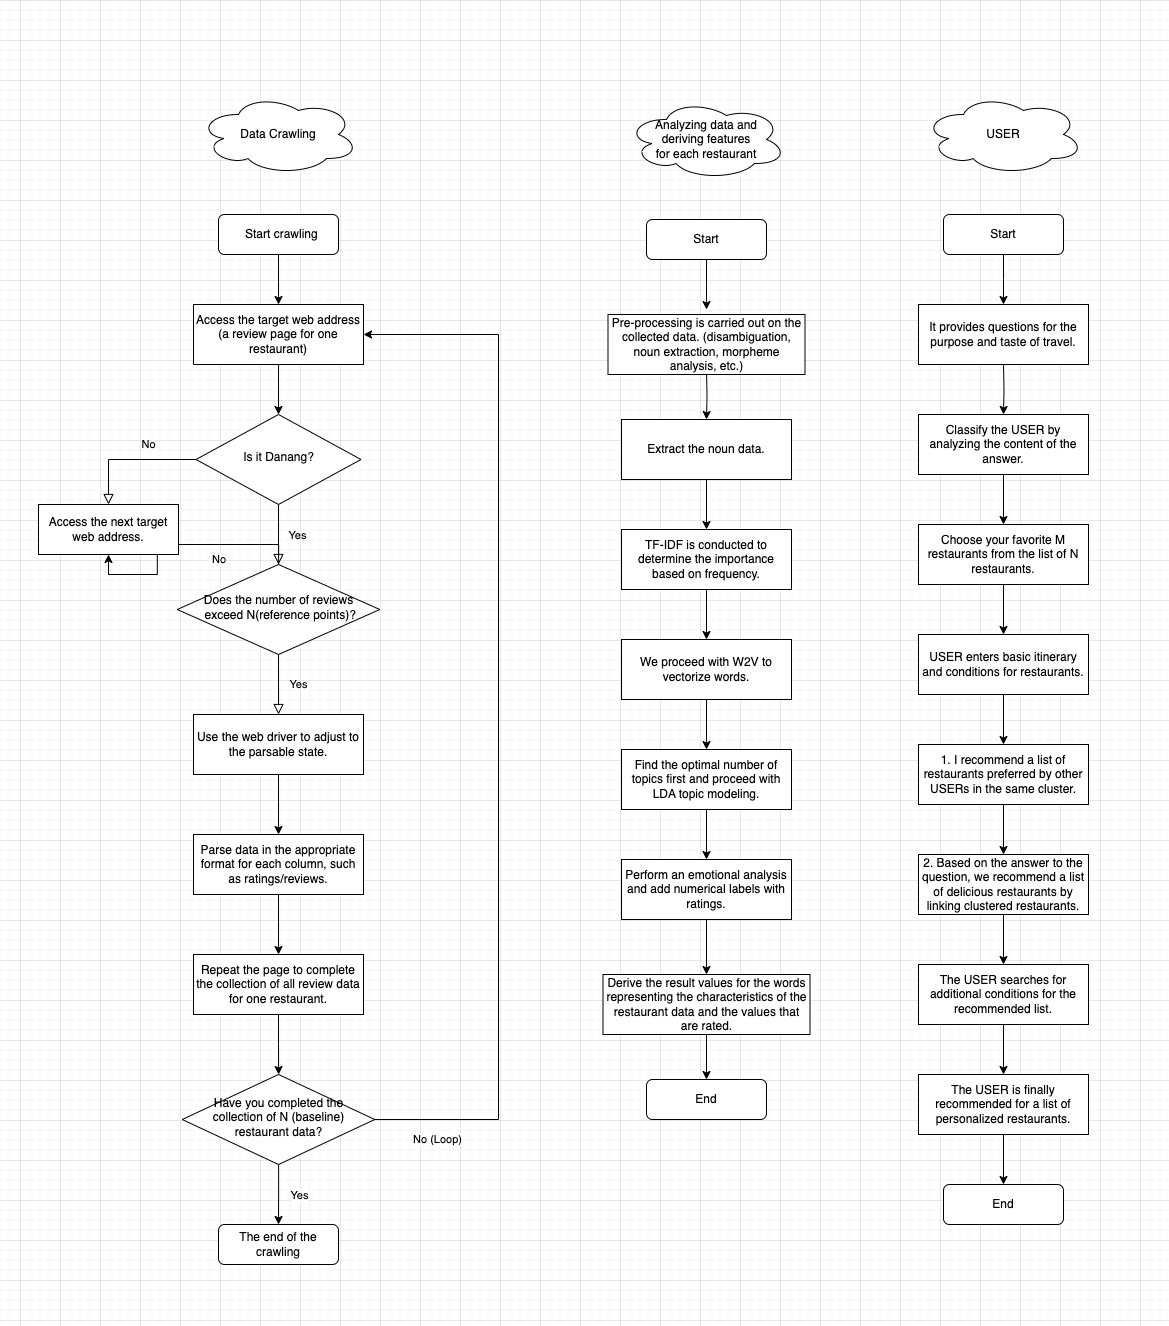 Data Crawling
Start crawling
Access the target web address
(a review page for one
restaurant)
Is it Danang?
No
Access the next target
web address.
Yes
No
Does the number of reviews
exceed N(reference points)?
Yes
Use the web driver to adjust to
the parsable state.
Parse data in the appropriate
format for each column, such
as ratings/reviews.
Repeat the page to complete
the collection of all review data
for one restaurant.
Have you completed the
collection of N (baseline)
restaurant data?
No (Loop)
Yes
The end of the
crawling
Analyzing data and
deriving features
for each restaurant
Start
Pre-processing is carried out on the
collected data. (disambiguation,
noun extraction, morpheme
analysis, etc.)
Extract the noun data.
TF-IDF is conducted to
determine the importance
based on frequency.
We proceed with W2V to
vectorize words.
Find the optimal number of
topics first and proceed with
LDA topic modeling.
Perform an emotional analysis
and add numerical labels with
ratings.
Derive the result values for the words
representing the characteristics of the
restaurant data and the values that
are rated.
End
USER
Start
It provides questions for the
purpose and taste of travel.
Classify the USER by
analyzing the content of the
answer.
Choose your favorite M
restaurants from the list of N
restaurants.
USER enters basic itinerary
and conditions for restaurants.
1. I recommend a list of
restaurants preferred by other
USERs in the same cluster.
2. Based on the answer to the
question, we recommend a list
of delicious restaurants by
linking clustered restaurants.
The USER searches for
additional conditions for the
recommended list.
The USER is finally
recommended for a list of
personalized restaurants.
End